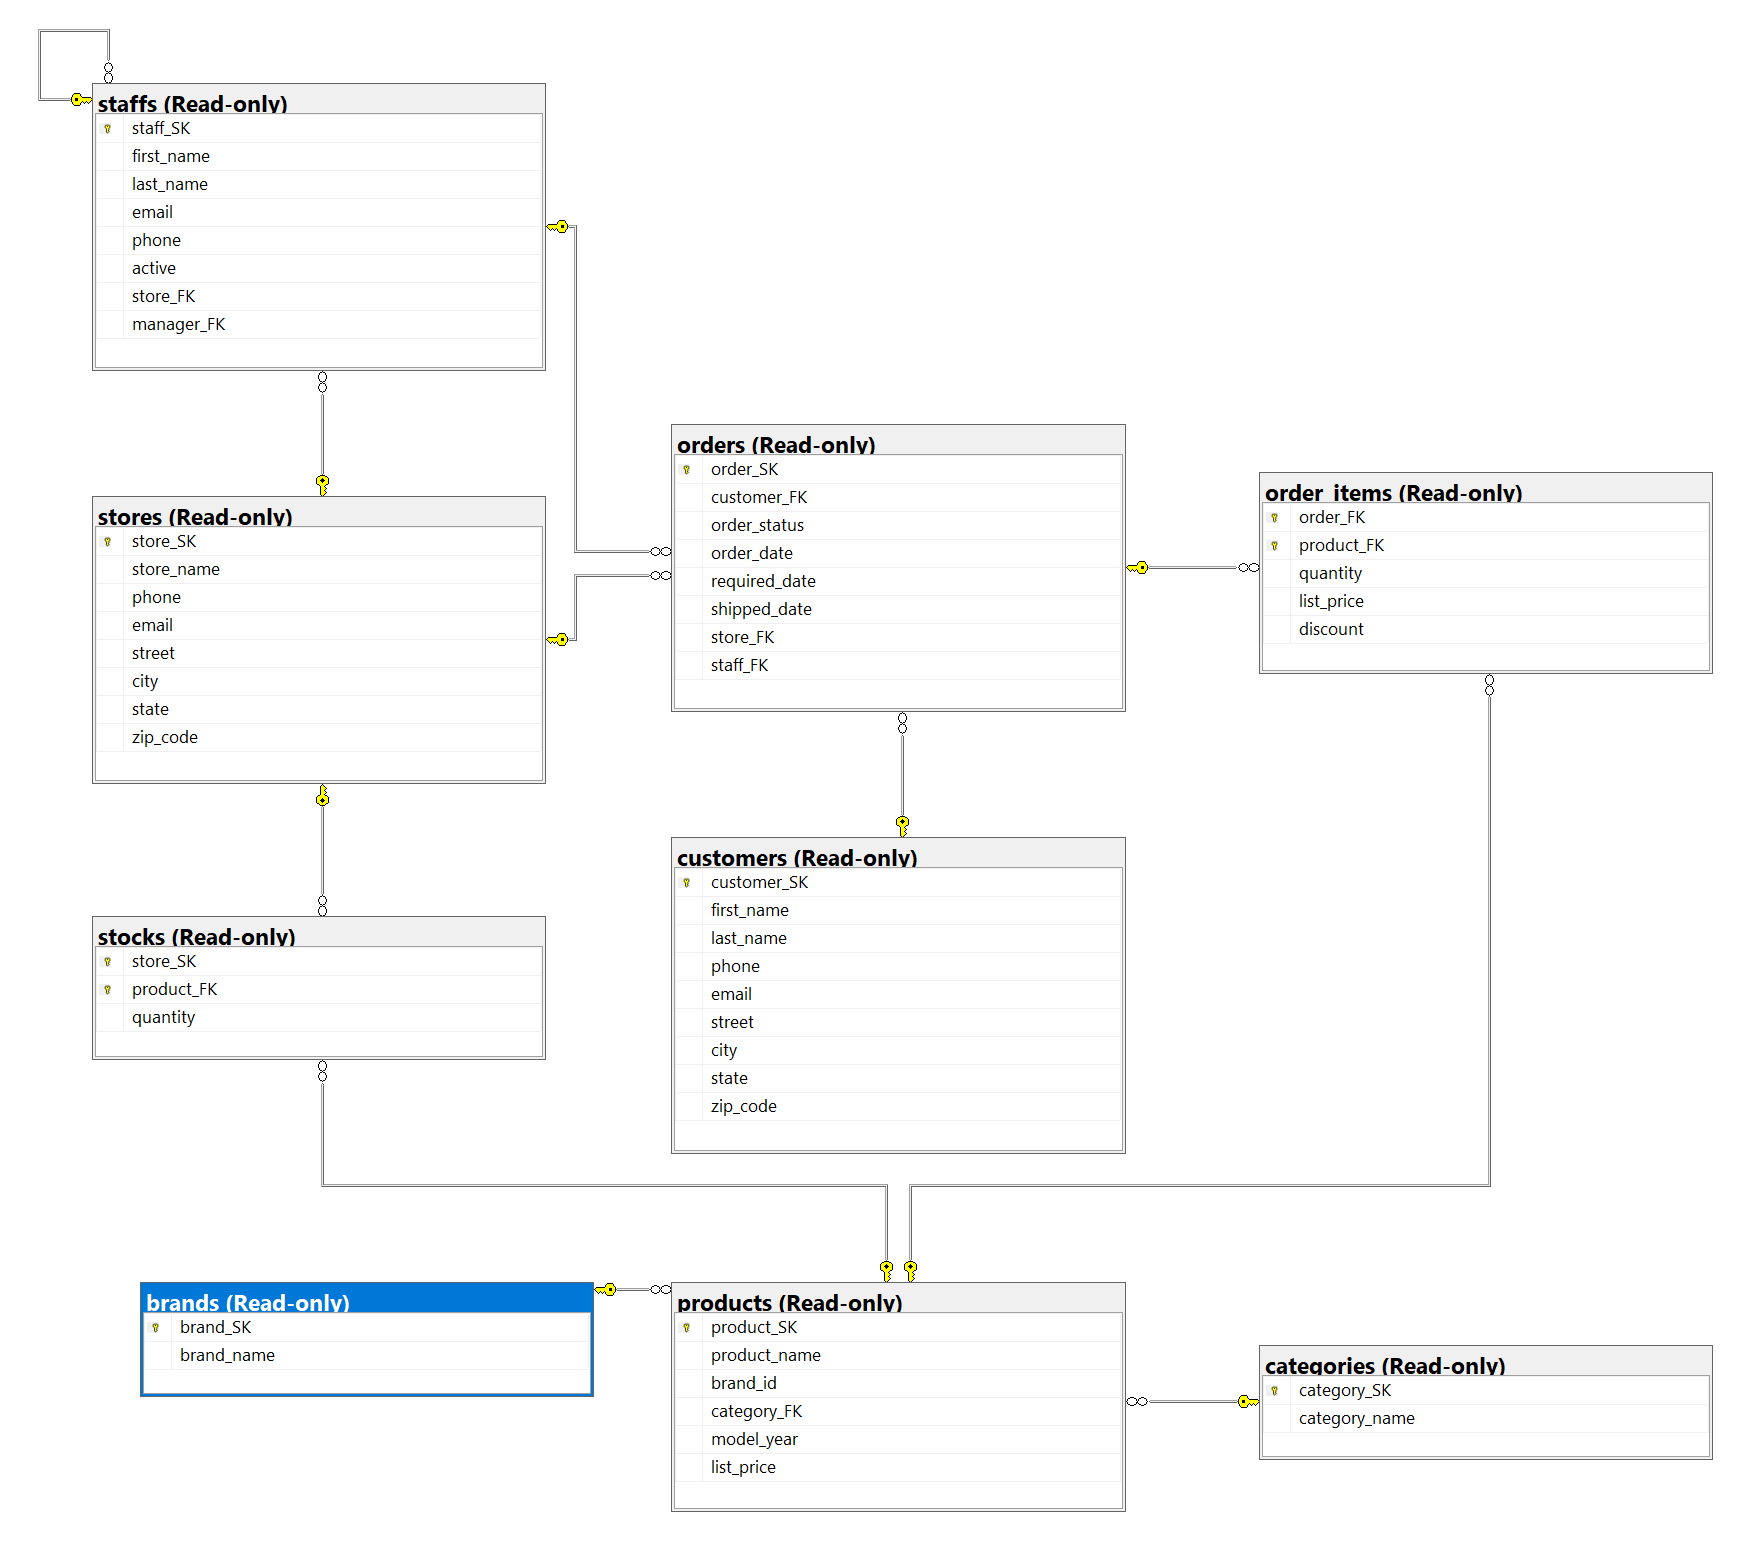 staffs (Read-only)
staff_SK
first_name
last_name
email
phone
active
store_FK
manager_FK
stores (Read-only)
store_SK
store_name
phone
email
street
city
state
zip_code
stocks (Read-only)
store_SK
product_FK
quantity
orders (Read-only)
order_SK
customer_FK
order_status
order_date
required_date
shipped_date
store_FK
staff_FK
order_items (Read-only)
order_FK
product_FK
quantity
list_price
discount
customers (Read-only)
customer_SK
first_name
last_name
phone
email
street
city
state
zip_code
brands (Read-only)
brand_SK
brand_name
products (Read-only)
product_SK
product_name
brand_id
category_FK
model_year
list_price
categories (Read-only)
category_SK
category_name